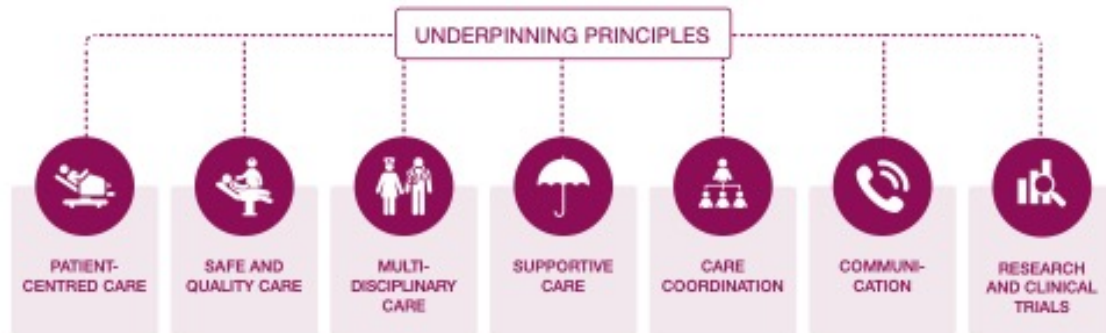 UNDERPINNING PRINCIPLES
PATIENT-
CENTRED CARE
SAFE AND
QUALITY CARE
MULTI-
DISCIPLINARY
CARE
SUPPORTIVE
CARE
CARE
COORDINATION
COMMUNI-
CATION
RESEARCH
AND CLINICAL
TRIALS